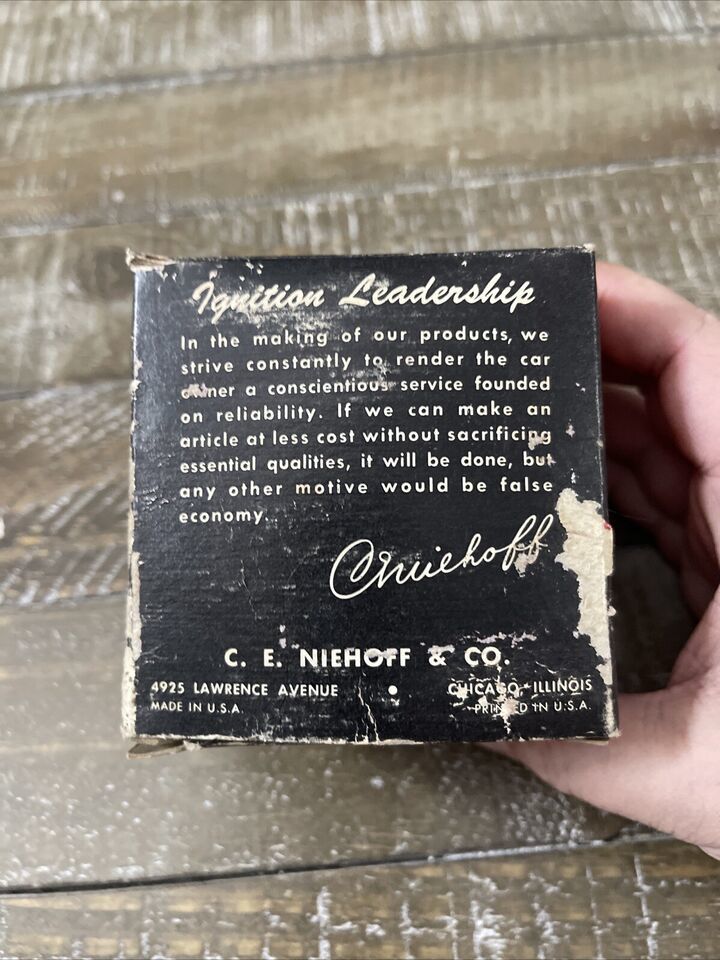 Ignition Leadership
In the making of our products, we
strive constantly to render the car
owner a conscientious service founded
on reliability. If we can make an
article at less cost without sacrificing
essential qualities, it will be done, but
any other motive would be false
economy.
CENiehoff
C. E. NIEHOFF & CO.
4925 LAWRENCE AVENUE • CHICAGO, ILLINOIS
MADE IN U.S.A. PRINTED IN U.S.A.